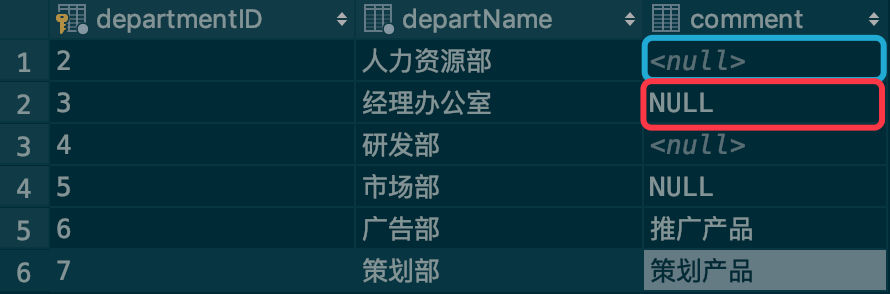 departmentID departName comment
1 2 人力资源部 <null>
2 3 经理办公室 NULL
3 4 研发部 <null>
4 5 市场部 NULL
5 6 广告部 推广产品
6 7 策划部 策划产品